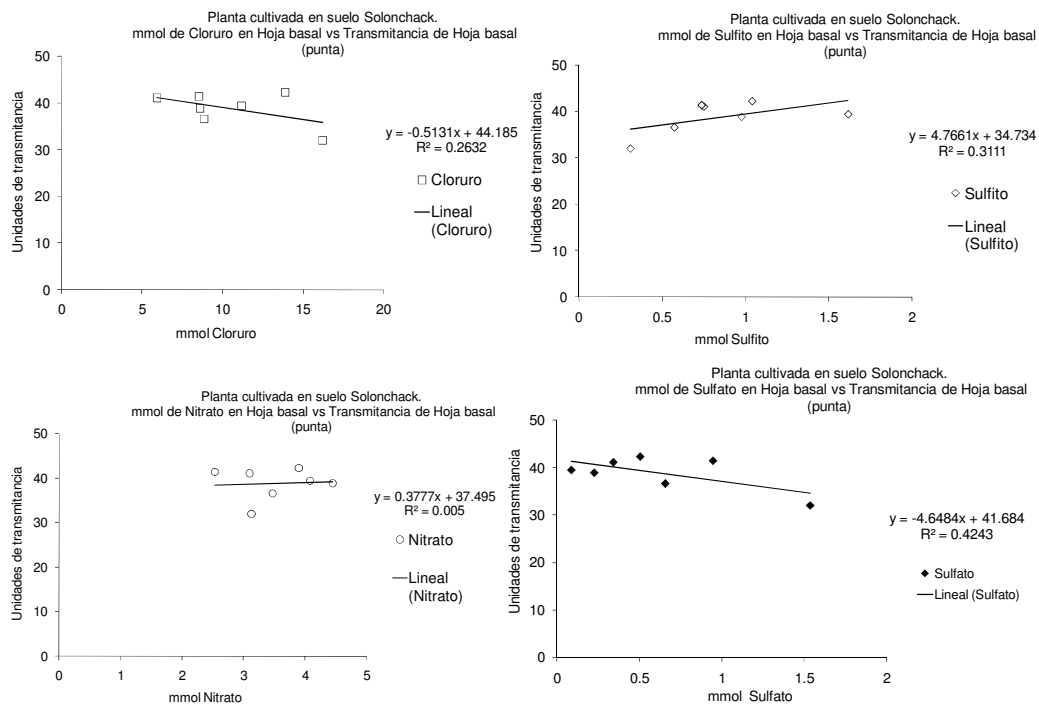 Planta cultivada en suelo Solonchack.
mmol de Cloruro en Hoja basal vs Transmitancia de Hoja basal
(punta)
50
40
30
20
10
0
Unidades de transmitancia
0 5 10 15 20
mmol Cloruro
y = -0.5131x + 44.185
R² = 0.2632
Cloruro
Lineal
(Cloruro)
Planta cultivada en suelo Solonchack.
mmol de Sulfito en Hoja basal vs Transmitancia de Hoja basal
(punta)
50
40
30
20
10
0
Unidades de transmitancia
0 0.5 1 1.5 2
mmol Sulfito
y = 4.7661x + 34.734
R² = 0.3111
Sulfito
Lineal
(Sulfito)
Planta cultivada en suelo Solonchack.
mmol de Nitrato en Hoja basal vs Transmitancia de Hoja basal
(punta)
50
40
30
20
10
0
Unidades de transmitancia
0 1 2 3 4 5
mmol Nitrato
y = 0.3777x + 37.495
R² = 0.005
Nitrato
Lineal
(Nitrato)
Planta cultivada en suelo Solonchack.
mmol de Sulfato en Hoja basal vs Transmitancia de Hoja basal
(punta)
50
40
30
20
10
0
Unidades de transmitancia
0 0.5 1 1.5 2
mmol Sulfato
y = -4.6484x + 41.684
R² = 0.4243
Sulfato
Lineal (Sulfato)